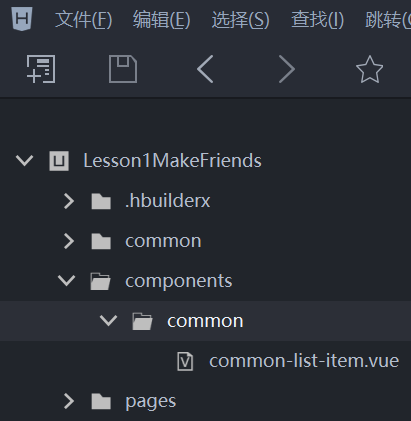 文件(F) 编辑(E) 选择(S) 查找(I) 跳转(
Lesson1MakeFriends
.hbuilderx
common
components
common
common-list-item.vue
pages